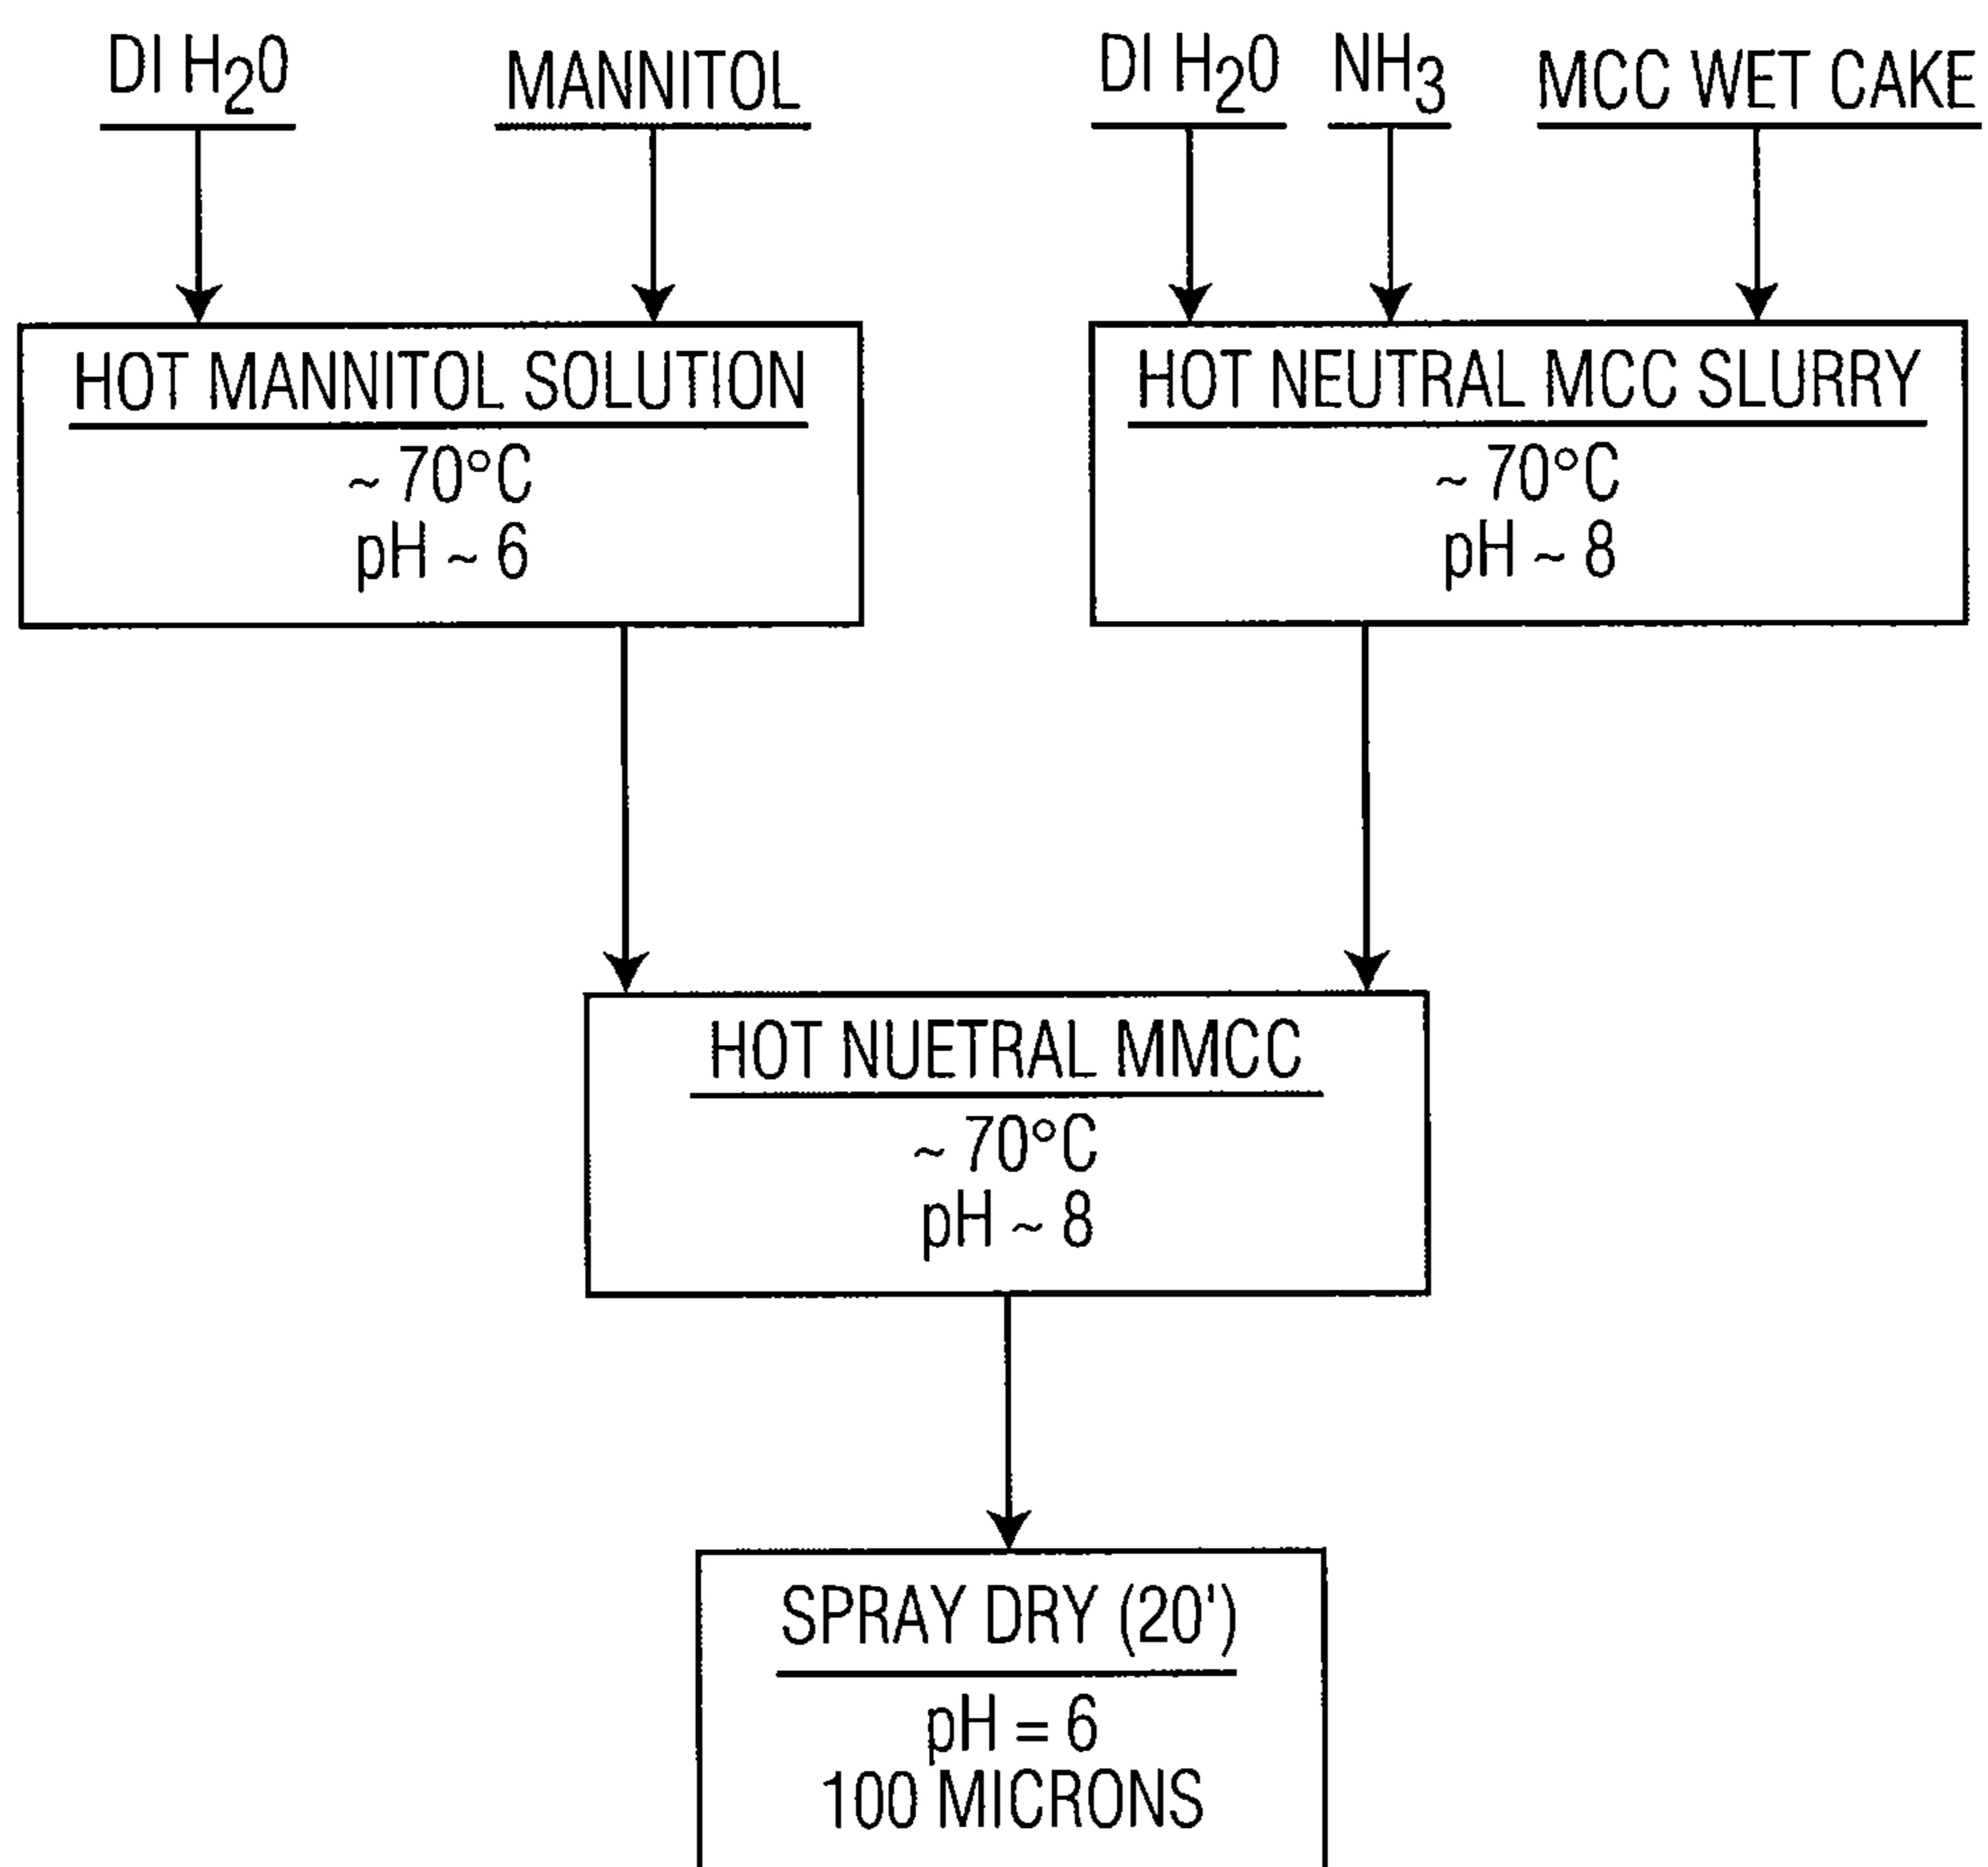 DI H₂O
MANNITOL
DI H₂O
NH₃
MCC WET CAKE
HOT MANNITOL SOLUTION
~ 70°C
pH ~ 6
HOT NEUTRAL MCC SLURRY
~ 70°C
pH ~ 8
HOT NUETRAL MMCC
~ 70°C
pH ~ 8
SPRAY DRY (20')
pH = 6
100 MICRONS